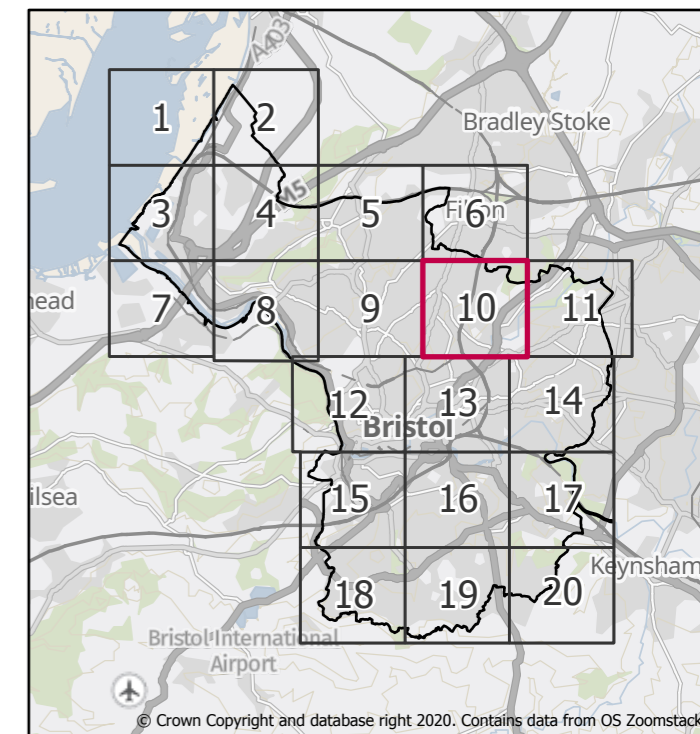 A403
1
2
Bradley Stoke
M5
3
4
5
6
Filton
ead
7
8
9
10
11
12
13
14
Bristol
ilsea
15
16
17
Keynsham
18
19
20
Bristol International
Airport
© Crown Copyright and database right 2020. Contains data from OS Zoomstack